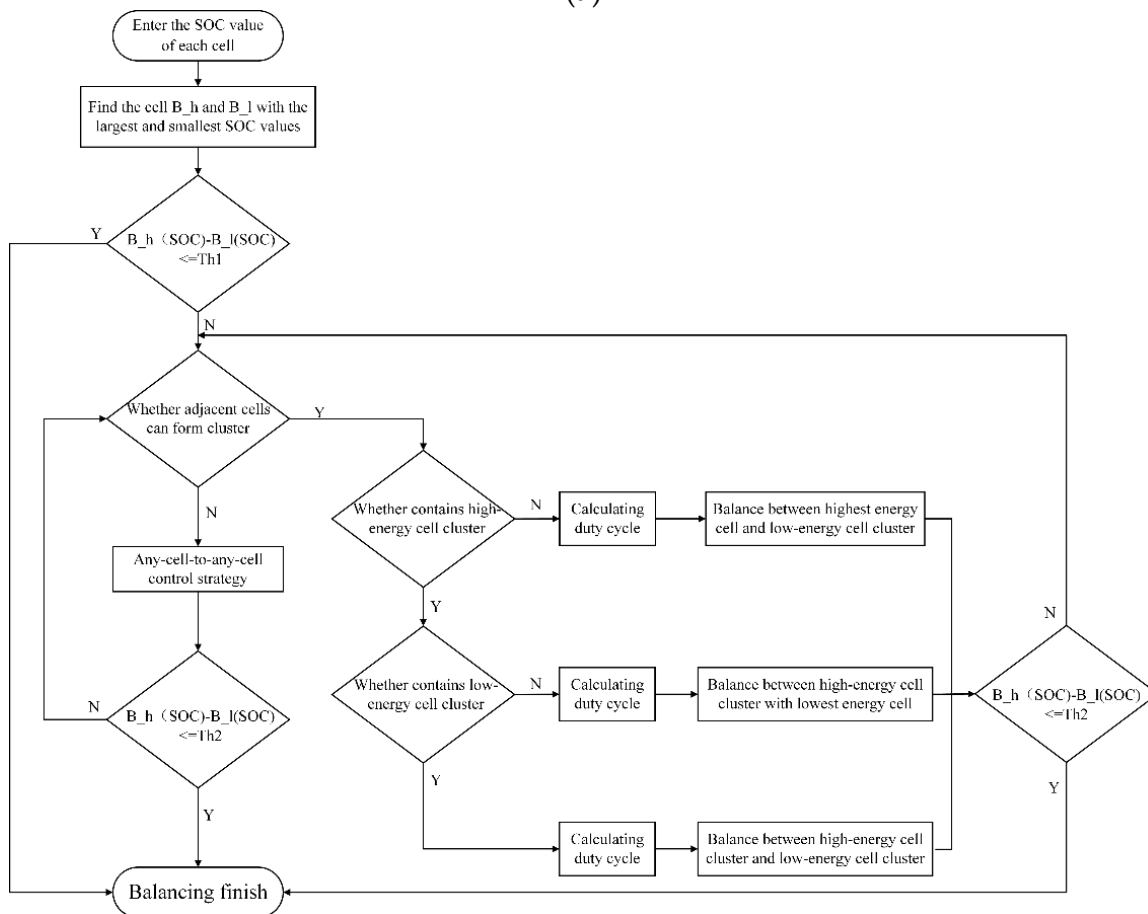 Enter the SOC value
of each cell
Find the cell B_h and B_l with the
largest and smallest SOC values
Y
B_h（SOC)-B_l(SOC)
<=Th1
N
Whether adjacent cells
can form cluster
Y
N
Any-cell-to-any-cell
control strategy
N
B_h（SOC)-B_l(SOC)
<=Th2
Y
Whether contains high-
energy cell cluster
N
Calculating
duty cycle
Balance between highest energy
cell and low-energy cell cluster
Y
Whether contains low-
energy cell cluster
N
Calculating
duty cycle
Balance between high-energy cell
cluster with lowest energy cell
Y
Calculating
duty cycle
Balance between high-energy cell
cluster and low-energy cell cluster
N
B_h（SOC)-B_l(SOC)
<=Th2
Y
Balancing finish